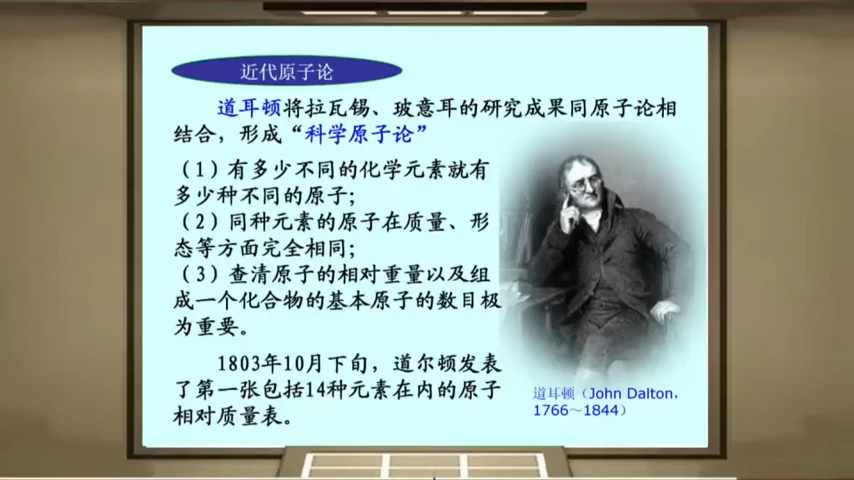 近代原子论
道耳顿将拉瓦锡、玻意耳的研究成果同原子论相
结合，形成“科学原子论”
（1）有多少不同的化学元素就有
多少种不同的原子；
（2）同种元素的原子在质量、形
态等方面完全相同；
（3）查清原子的相对重量以及组
成一个化合物的基本原子的数目极
为重要。
1803年10月下旬，道尔顿发表
了第一张包括14种元素在内的原子
相对质量表。
道耳顿（John Dalton，
1766～1844）